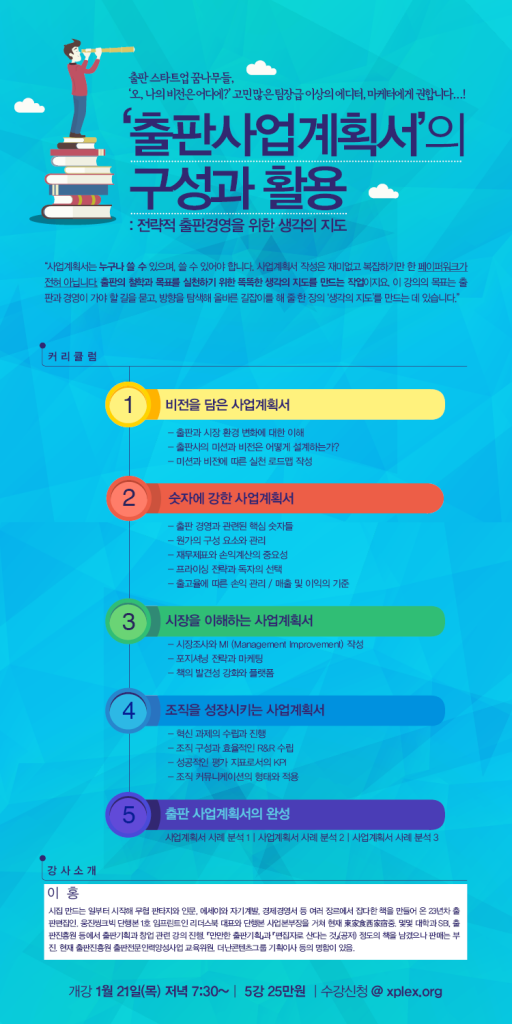 출판 스타트업 꿈나무들,
'오, 나의 비전은 어디에?' 고민 많은 팀장급 이상의 에디터, 마케터에게 권합니다...!
'출판사업계획서'의
구성과 활용
: 전략적 출판경영을 위한 생각의 지도
"사업계획서는 누구나 쓸 수 있으며, 쓸 수 있어야 합니다. 사업계획서 작성은 재미없고 복잡하기만 한 페이퍼워크가
전혀 아닙니다. 출판의 철학과 목표를 실천하기 위한 똑똑한 생각의 지도를 만드는 작업이지요. 이 강의의 목표는 출
판과 경영이 가야 할 길을 묻고, 방향을 탐색해 올바른 길잡이를 해 줄 한 장의 '생각의 지도'를 만드는 데 있습니다."
커리큘럼
1 비전을 담은 사업계획서
– 출판과 시장 환경 변화에 대한 이해
– 출판사의 미션과 비전은 어떻게 설계하는가?
– 미션과 비전에 따른 실전 로드맵 작성
2 숫자에 강한 사업계획서
– 출판 경영과 관련된 핵심 숫자들
– 원가의 구성 요소와 관리
– 재무제표와 손익계산의 중요성
– 프라이싱 전략과 독자의 선택
– 출고율에 따른 손익 관리 / 매출 및 이익의 기준
3 시장을 이해하는 사업계획서
– 시장조사와 MI (Management Improvement) 작성
– 포지셔닝 전략과 마케팅
– 책의 발견성 강화와 플랫폼
4 조직을 성장시키는 사업계획서
– 혁신 과제의 수립과 진행
– 조직 구성과 효율적인 R&R 수립
– 성공적인 평가 지표로서의 KPI
– 조직 커뮤니케이션의 형태와 적용
5 출판 사업계획서의 완성
사업계획서 사례 분석 1 | 사업계획서 사례 분석 2 | 사업계획서 사례 분석 3
강사소개
이 홍
시집 만드는 일부터 시작해 무협 판타지와 인문, 에세이와 자기계발, 경제경영서 등 여러 장르에서 잡다한 책을 만들어 온 23년차 출
판편집인. 웅진씽크빅 단행본 1호 임프린트인 리더스북 대표와 단행본 사업본부장을 거쳐 현재 東家食西家宿중. 몇몇 대학과 SBI, 출
판진흥원 등에서 출판기획과 창업 관련 강의 진행. 『만만한 출판기획』과 『편집자로 산다는 것』(공저) 정도의 책을 남겼으나 판매는 부
진. 현재 출판진흥원 출판전문인력양성사업 교육위원, 더난콘텐츠그룹 기획이사 등의 명함이 있음.
개강 1월 21일(목) 저녁 7:30~ | 5강 25만원 | 수강신청 @ xplex.org